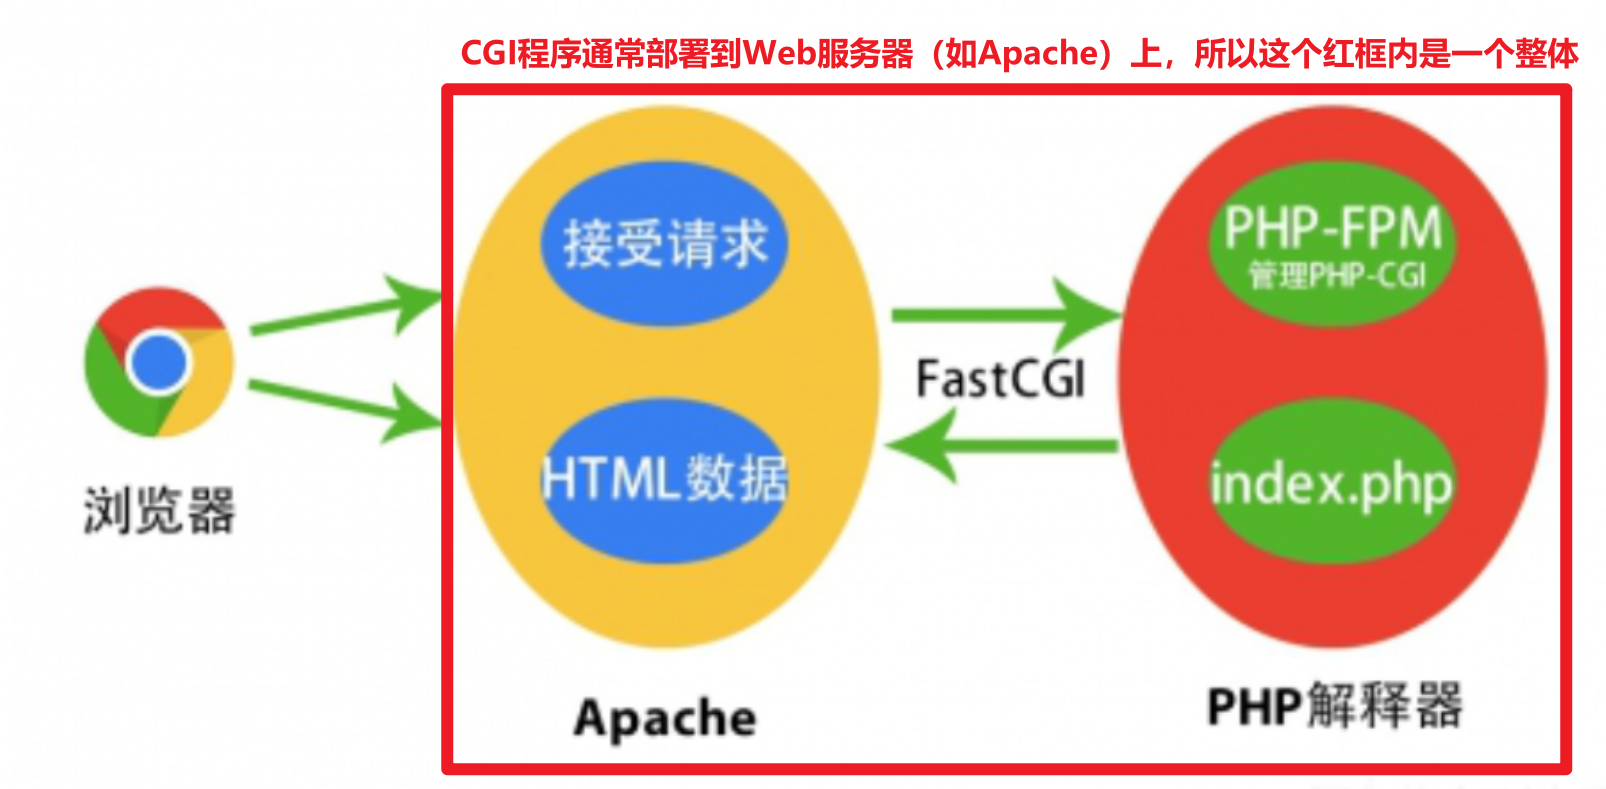 CGI程序通常部署到Web服务器（如Apache）上，所以这个红框内是一个整体
接受请求
PHP-FPM
管理PHP-CGI
FastCGI
HTML数据
index.php
浏览器
Apache
PHP解释器